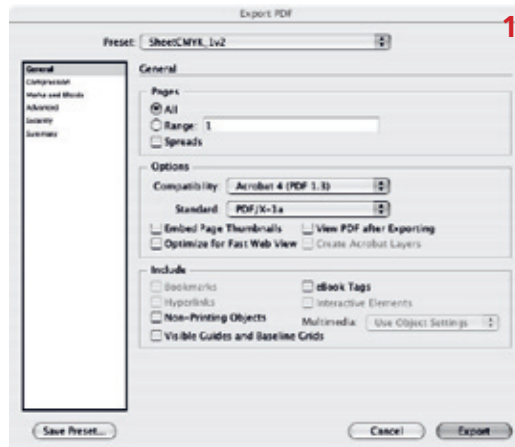 Export PDF
1
Preset: SheetCMYK_1v2
General
Compression
Marks and Bleeds
Advanced
Security
Summary
General
Pages
All
Range: 1
Spreads
Options
Compatibility: Acrobat 4 (PDF 1.3)
Standard: PDF/X-1a
Embed Page Thumbnails View PDF after Exporting
Optimize for Fast Web View Create Acrobat Layers
Include
Bookmarks eBook Tags
Hyperlinks Interactive Elements
Non-Printing Objects Multimedia: Use Object Settings
Visible Guides and Baseline Grids
Save Preset... Cancel Export